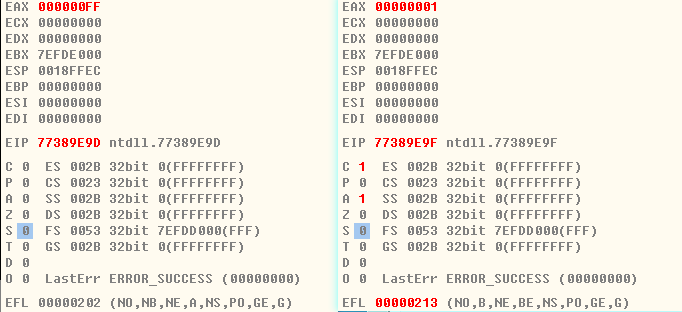 EAX 000000FF
ECX 00000000
EDX 00000000
EBX 7EFDE000
ESP 0018FFEC
EBP 00000000
ESI 00000000
EDI 00000000
EIP 77389E9D ntdll.77389E9D
C 0 ES 002B 32bit 0(FFFFFFFF)
P 0 CS 0023 32bit 0(FFFFFFFF)
A 0 SS 002B 32bit 0(FFFFFFFF)
Z 0 DS 002B 32bit 0(FFFFFFFF)
S 0 FS 0053 32bit 7EFDD000(FFF)
T 0 GS 002B 32bit 0(FFFFFFFF)
D 0
O 0 LastErr ERROR_SUCCESS (00000000)
EFL 00000202 (NO,NB,NE,A,NS,PO,GE,G)
EAX 00000001
ECX 00000000
EDX 00000000
EBX 7EFDE000
ESP 0018FFEC
EBP 00000000
ESI 00000000
EDI 00000000
EIP 77389E9F ntdll.77389E9F
C 1 ES 002B 32bit 0(FFFFFFFF)
P 0 CS 0023 32bit 0(FFFFFFFF)
A 1 SS 002B 32bit 0(FFFFFFFF)
Z 0 DS 002B 32bit 0(FFFFFFFF)
S 0 FS 0053 32bit 7EFDD000(FFF)
T 0 GS 002B 32bit 0(FFFFFFFF)
D 0
O 0 LastErr ERROR_SUCCESS (00000000)
EFL 00000213 (NO,B,NE,BE,NS,PO,GE,G)